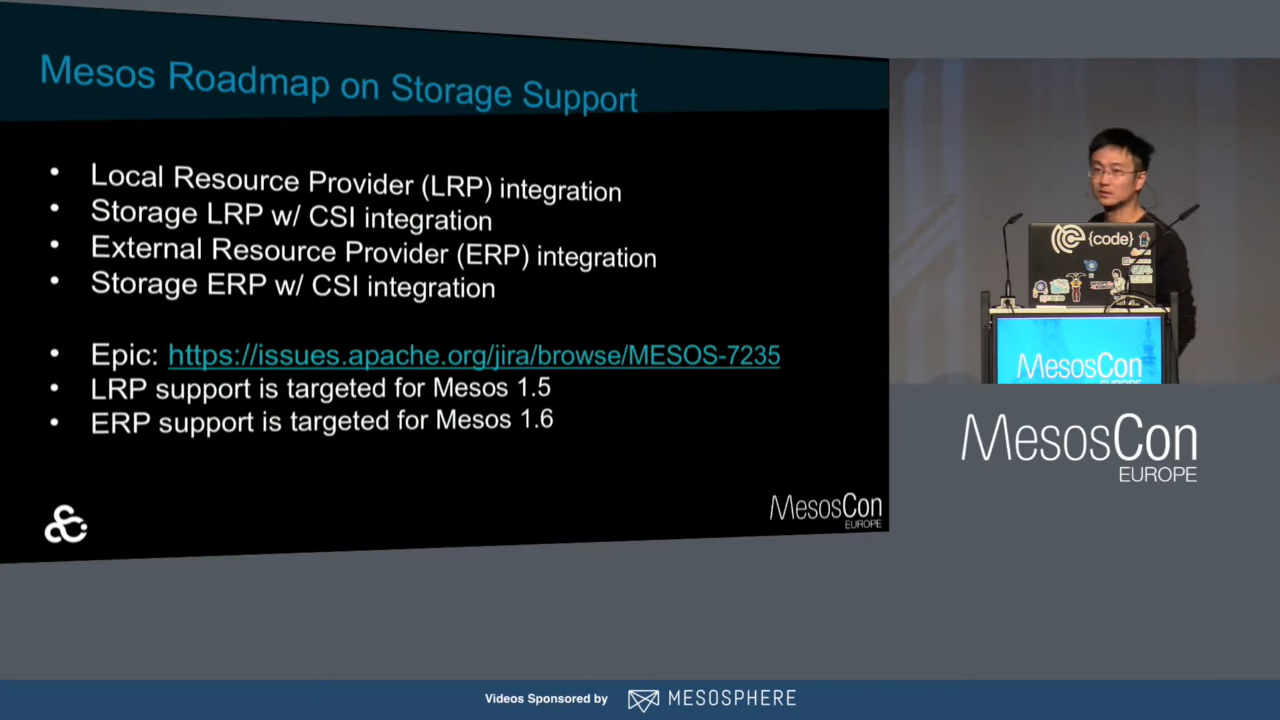 Mesos Roadmap on Storage Support
• Local Resource Provider (LRP) integration
• Storage LRP w/ CSI integration
• External Resource Provider (ERP) integration
• Storage ERP w/ CSI integration
• Epic: https://issues.apache.org/jira/browse/MESOS-7235
• LRP support is targeted for Mesos 1.5
• ERP support is targeted for Mesos 1.6
MesosCon
EUROPE
{code}
MesosCon
EUROPE
MesosCon
EUROPE
Videos Sponsored by MESOSPHERE